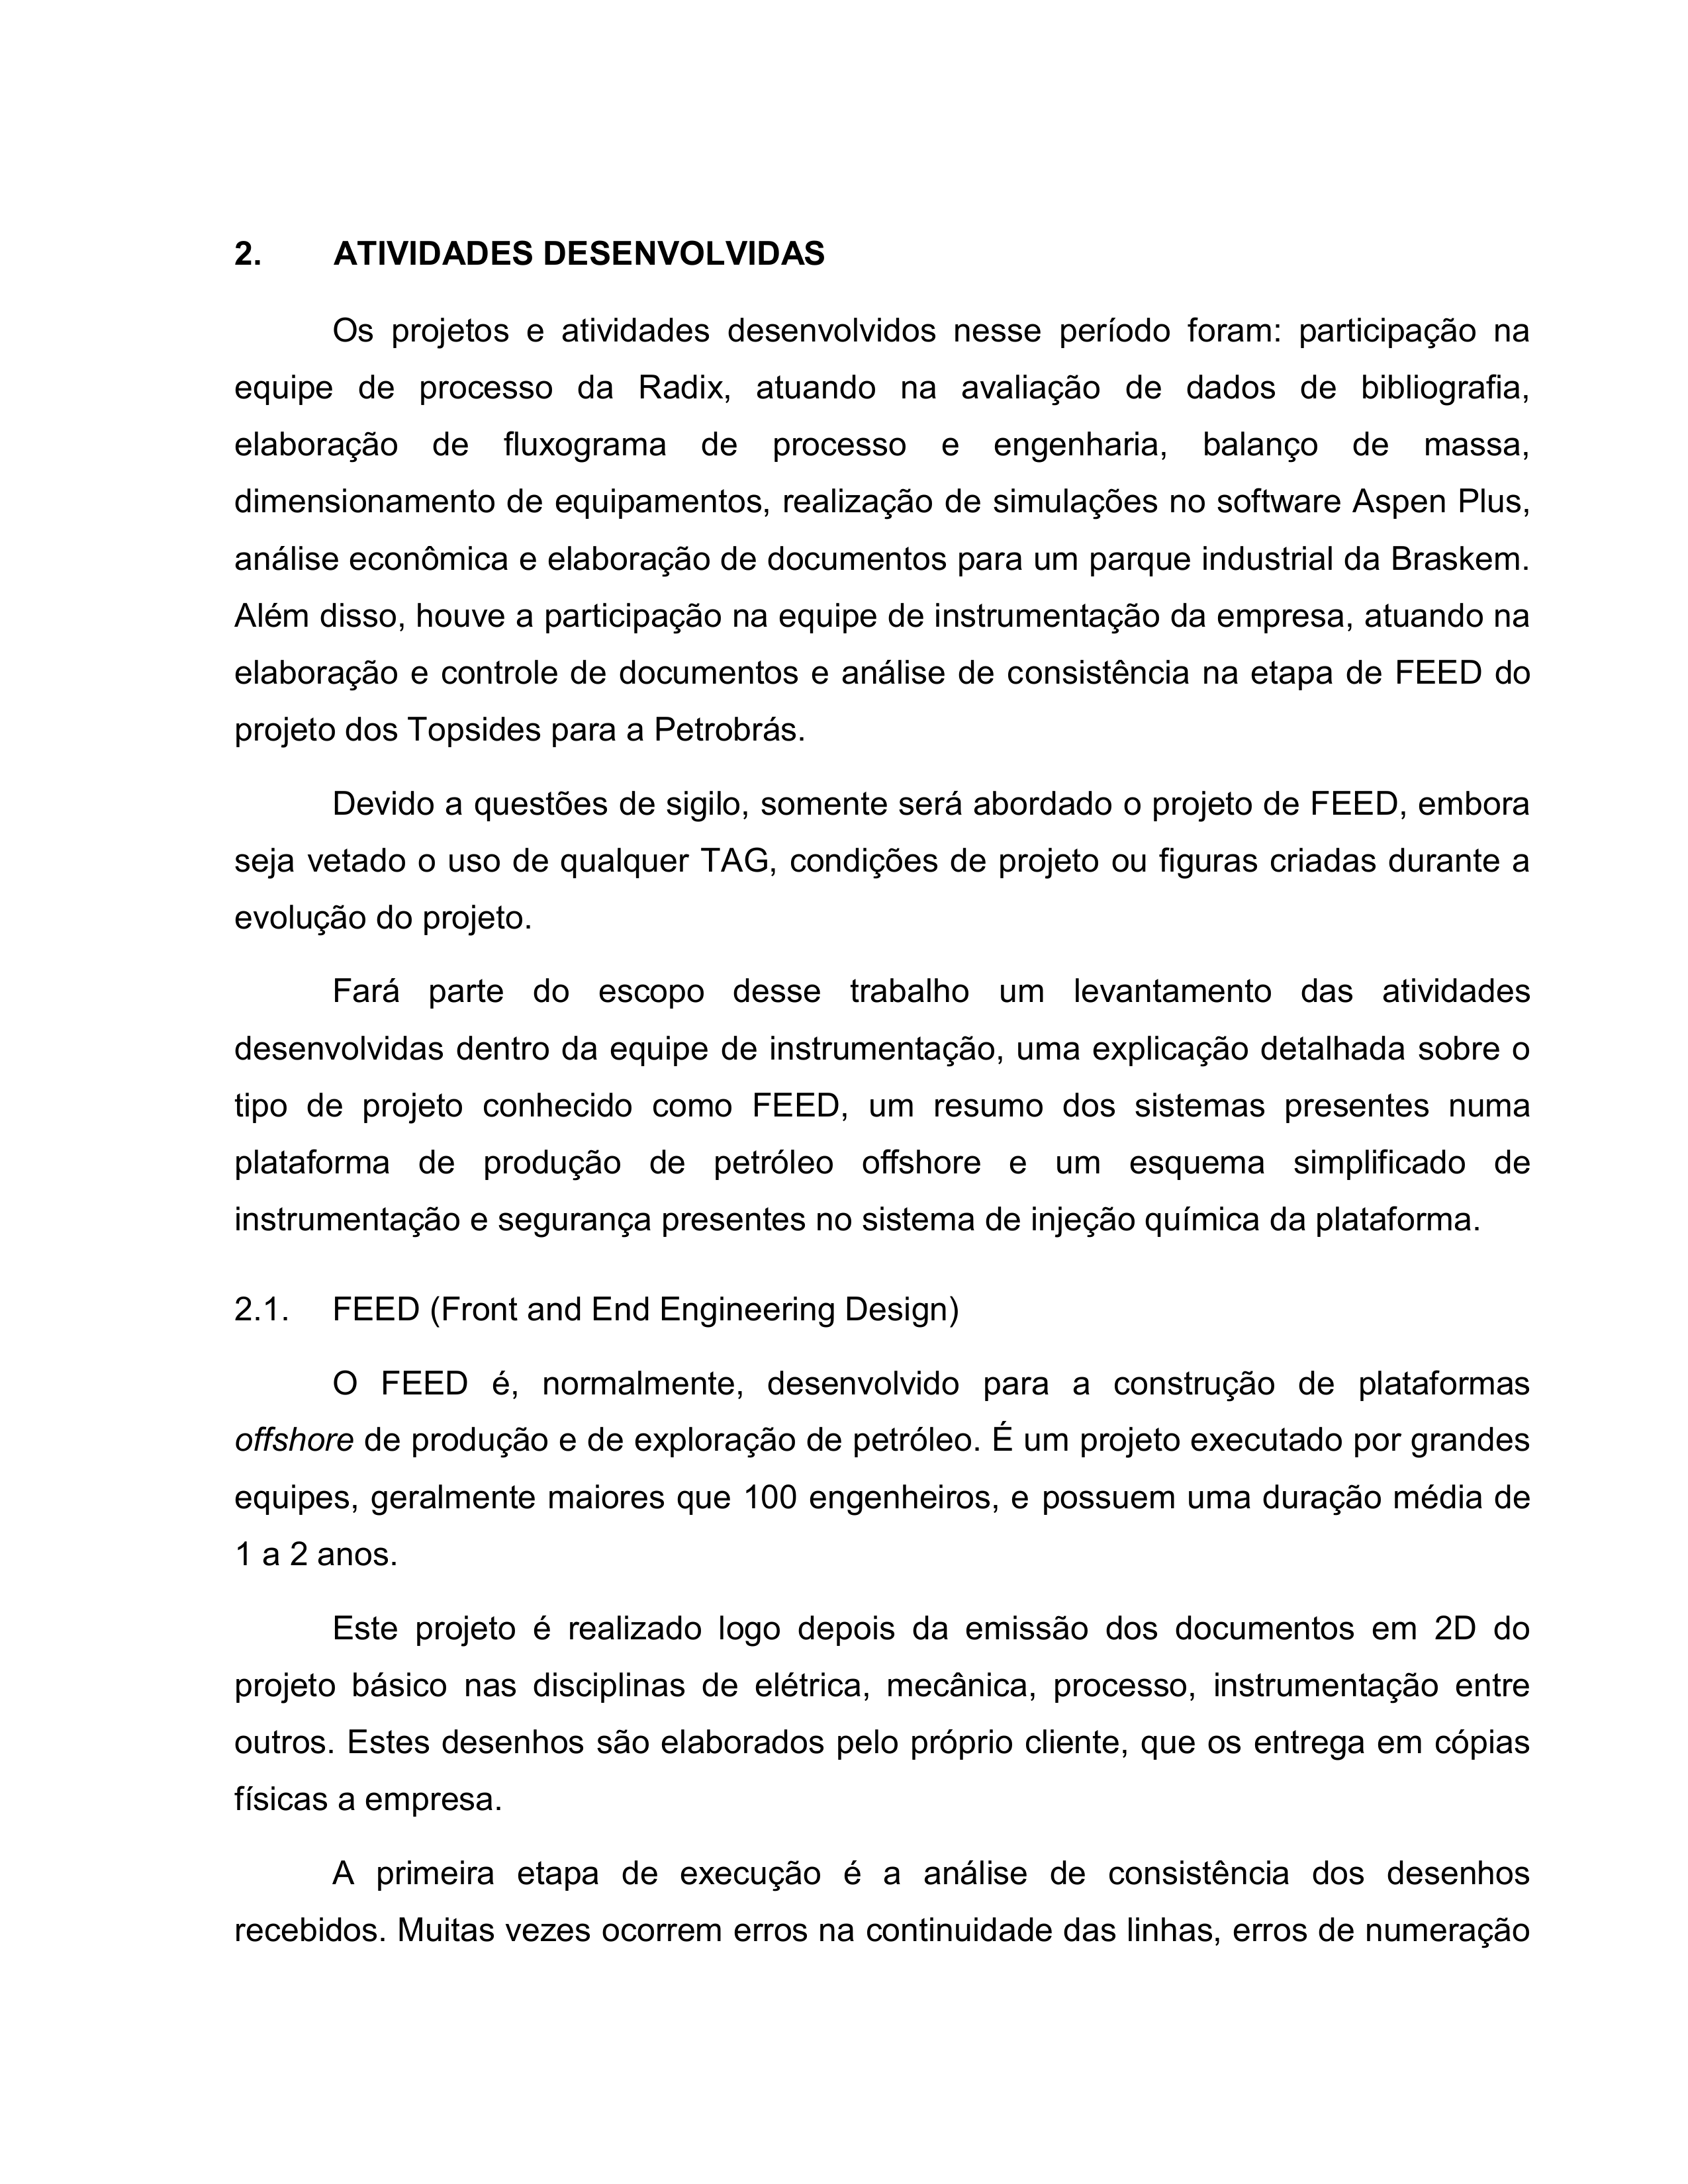 2. ATIVIDADES DESENVOLVIDAS
Os projetos e atividades desenvolvidos nesse período foram: participação na
equipe de processo da Radix, atuando na avaliação de dados de bibliografia,
elaboração de fluxograma de processo e engenharia, balanço de massa,
dimensionamento de equipamentos, realização de simulações no software Aspen Plus,
análise econômica e elaboração de documentos para um parque industrial da Braskem.
Além disso, houve a participação na equipe de instrumentação da empresa, atuando na
elaboração e controle de documentos e análise de consistência na etapa de FEED do
projeto dos Topsides para a Petrobrás.
Devido a questões de sigilo, somente será abordado o projeto de FEED, embora
seja vetado o uso de qualquer TAG, condições de projeto ou figuras criadas durante a
evolução do projeto.
Fará parte do escopo desse trabalho um levantamento das atividades
desenvolvidas dentro da equipe de instrumentação, uma explicação detalhada sobre o
tipo de projeto conhecido como FEED, um resumo dos sistemas presentes numa
plataforma de produção de petróleo offshore e um esquema simplificado de
instrumentação e segurança presentes no sistema de injeção química da plataforma.
2.1. FEED (Front and End Engineering Design)
O FEED é, normalmente, desenvolvido para a construção de plataformas
offshore de produção e de exploração de petróleo. É um projeto executado por grandes
equipes, geralmente maiores que 100 engenheiros, e possuem uma duração média de
1 a 2 anos.
Este projeto é realizado logo depois da emissão dos documentos em 2D do
projeto básico nas disciplinas de elétrica, mecânica, processo, instrumentação entre
outros. Estes desenhos são elaborados pelo próprio cliente, que os entrega em cópias
físicas a empresa.
A primeira etapa de execução é a análise de consistência dos desenhos
recebidos. Muitas vezes ocorrem erros na continuidade das linhas, erros de numeração